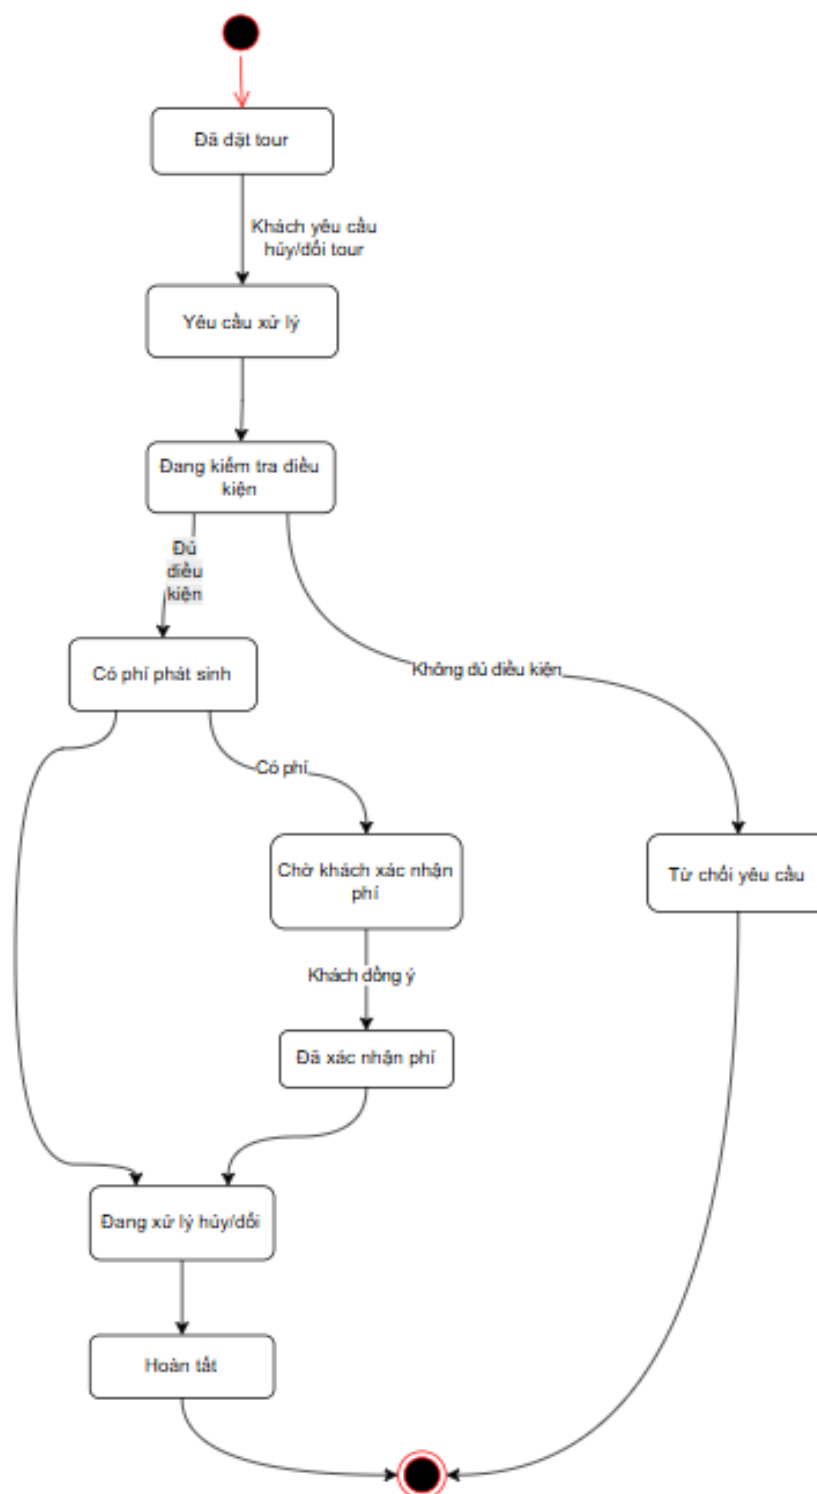 Đã đặt tour
Khách yêu cầu
hủy/đổi tour
Yêu cầu xử lý
Đang kiểm tra điều
kiện
Đủ
điều
kiện
Có phí phát sinh
Không đủ điều kiện
Có phí
Chờ khách xác nhận
phí
Từ chối yêu cầu
Khách đồng ý
Đã xác nhận phí
Đang xử lý hủy/đổi
Hoàn tất